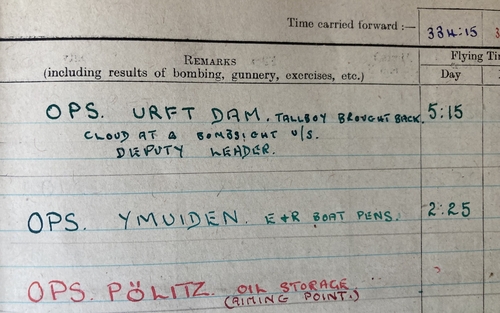 Time carried forward :— 334:15
REMARKS
(including results of bombing, gunnery, exercises, etc.)
Flying
Day
OPS. URFT DAM. TALLBOY BROUGHT BACK. 5:15
CLOUD AT A BOMBSIGHT U/S.
DEPUTY LEADER.
OPS. YMUIDEN. E & R BOAT PENS. 2:25
OPS. PÖLITZ. OIL STORAGE.
(AIMING POINT.)